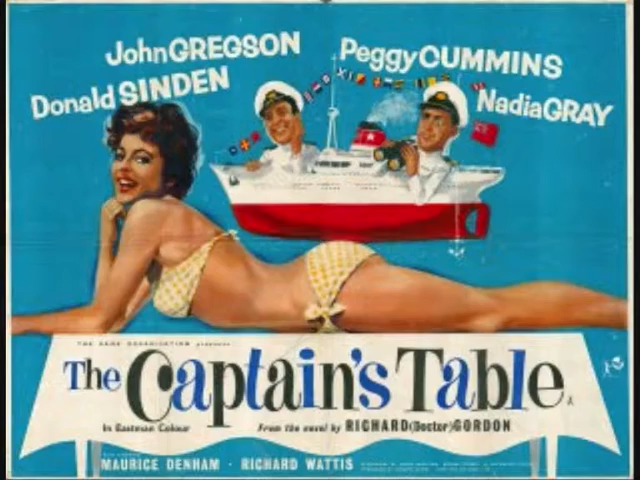 John GREGSON
Peggy CUMMINS
Donald SINDEN
Nadia GRAY
THE RANK ORGANISATION presents
The Captain's Table
A
In Eastman Colour
From the novel by RICHARD (Doctor) GORDON
MAURICE DENHAM · RICHARD WATTIS